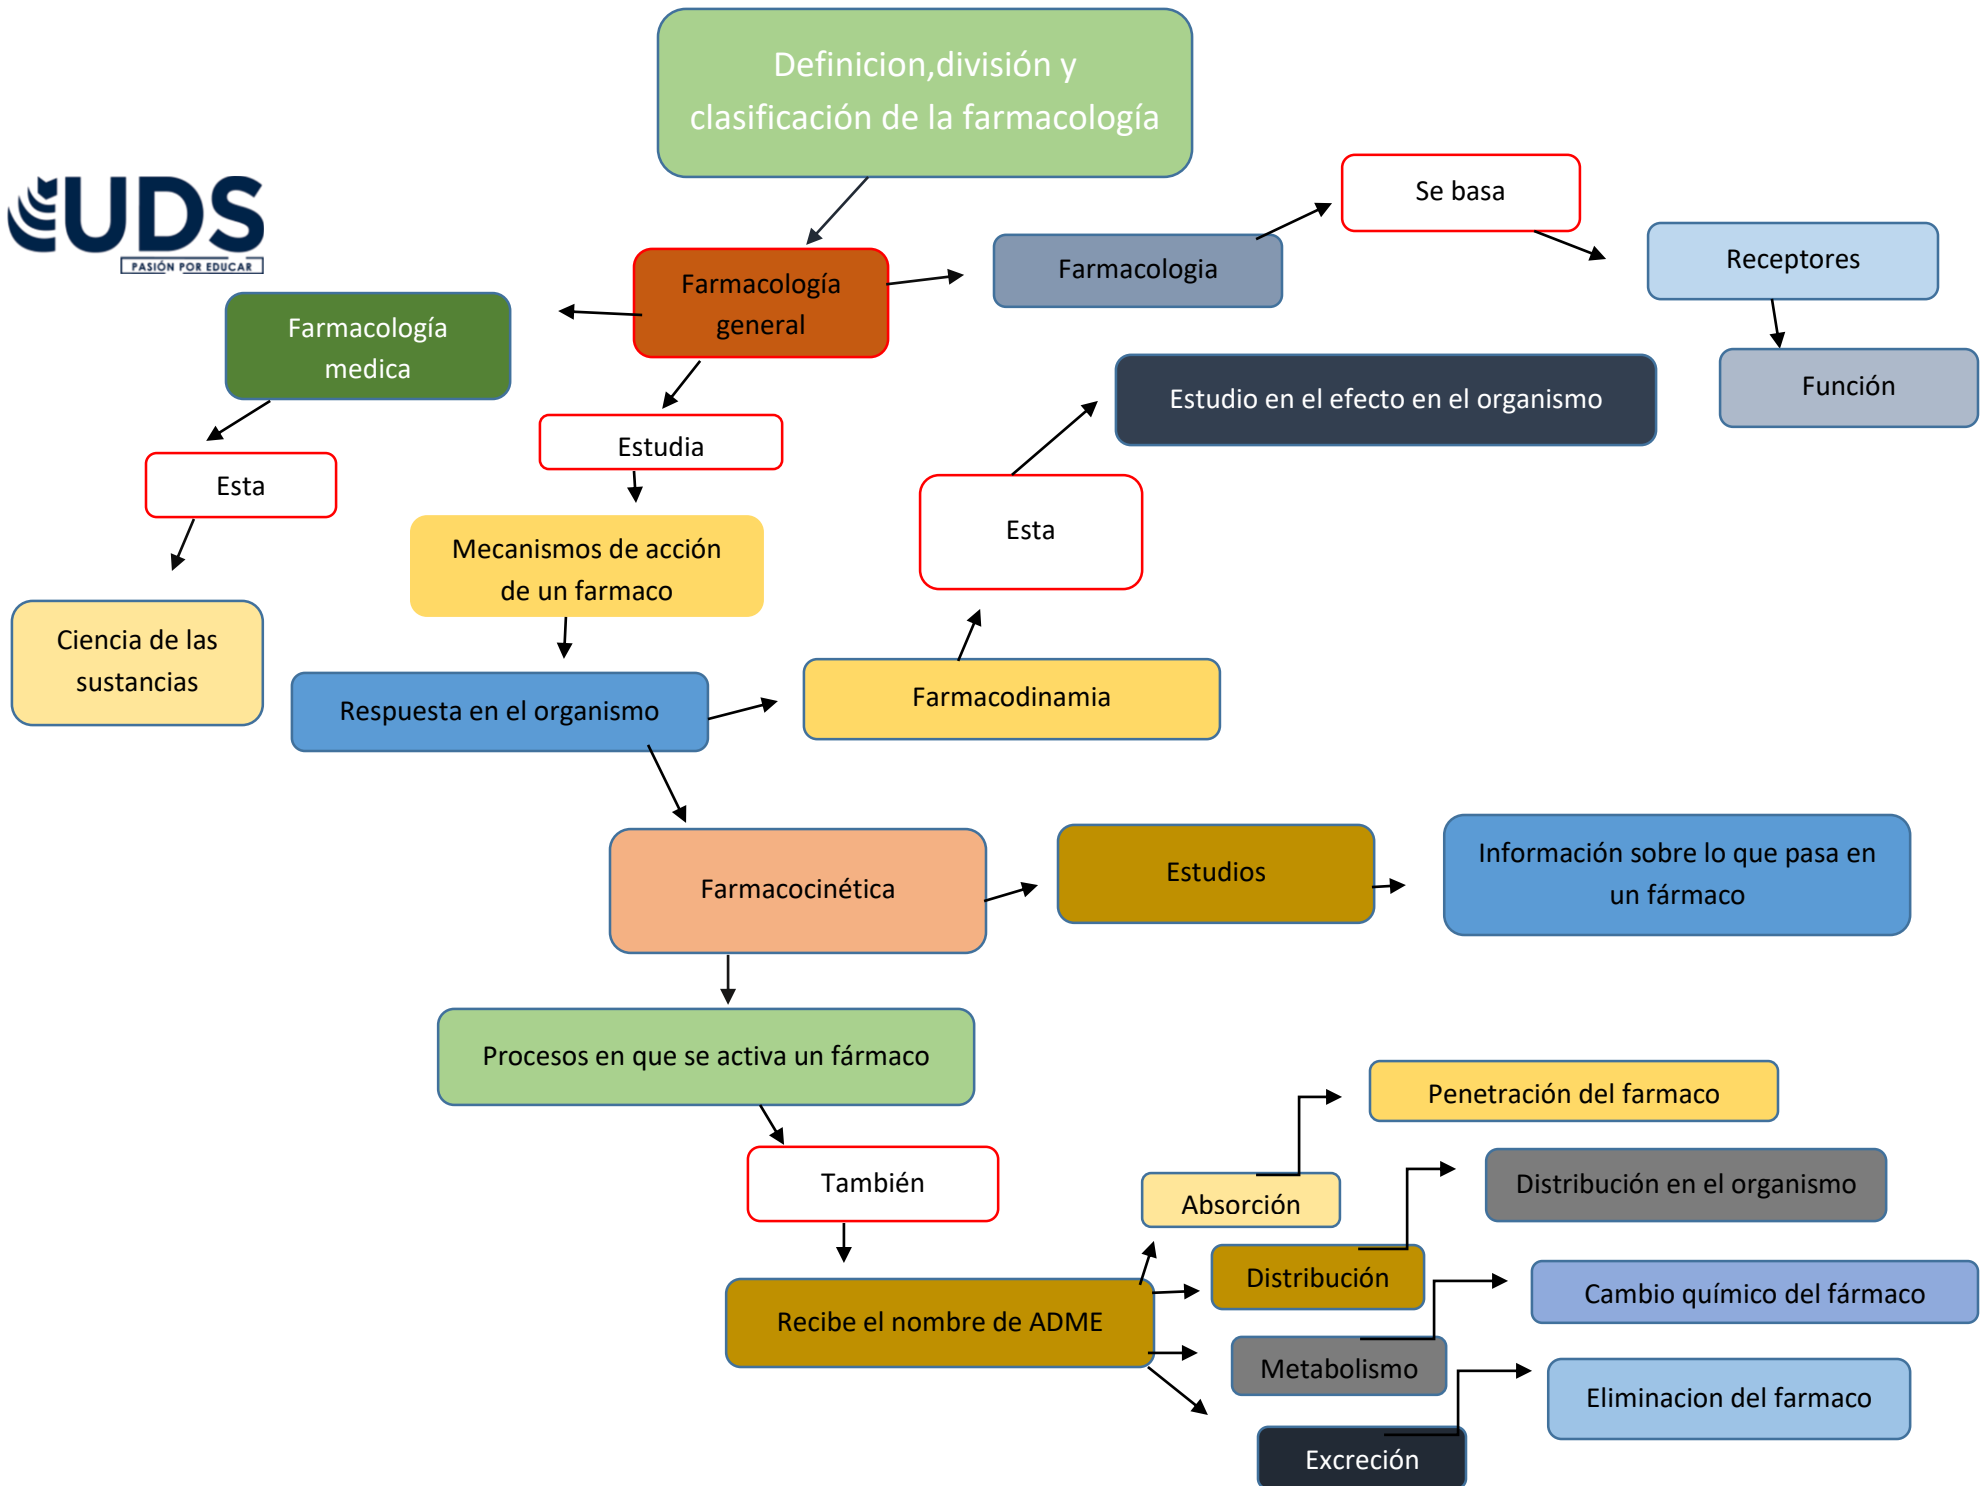 Definicion,división y
clasificación de la farmacología
UDS
PASIÓN POR EDUCAR
Se basa
Receptores
Farmacologia
Farmacología
general
Farmacología
medica
Función
Estudio en el efecto en el organismo
Estudia
Esta
Esta
Mecanismos de acción
de un farmaco
Ciencia de las
sustancias
Respuesta en el organismo
Farmacodinamia
Farmacocinética
Estudios
Información sobre lo que pasa en
un fármaco
Procesos en que se activa un fármaco
Penetración del farmaco
También
Absorción
Distribución en el organismo
Distribución
Cambio químico del fármaco
Recibe el nombre de ADME
Metabolismo
Eliminacion del farmaco
Excreción